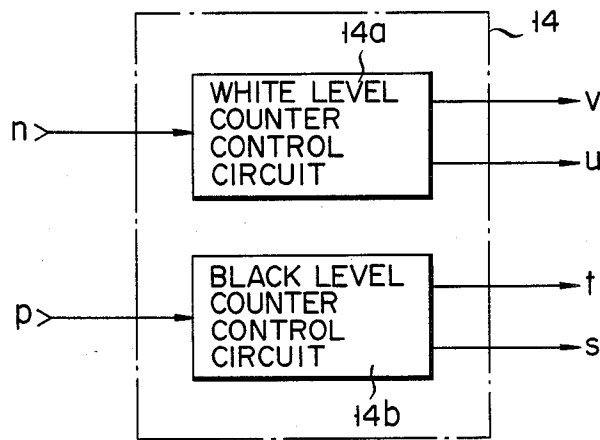 14
14a
n
WHITE LEVEL
COUNTER
CONTROL
CIRCUIT
v
u
p
BLACK LEVEL
COUNTER
CONTROL
CIRCUIT
t
s
14b